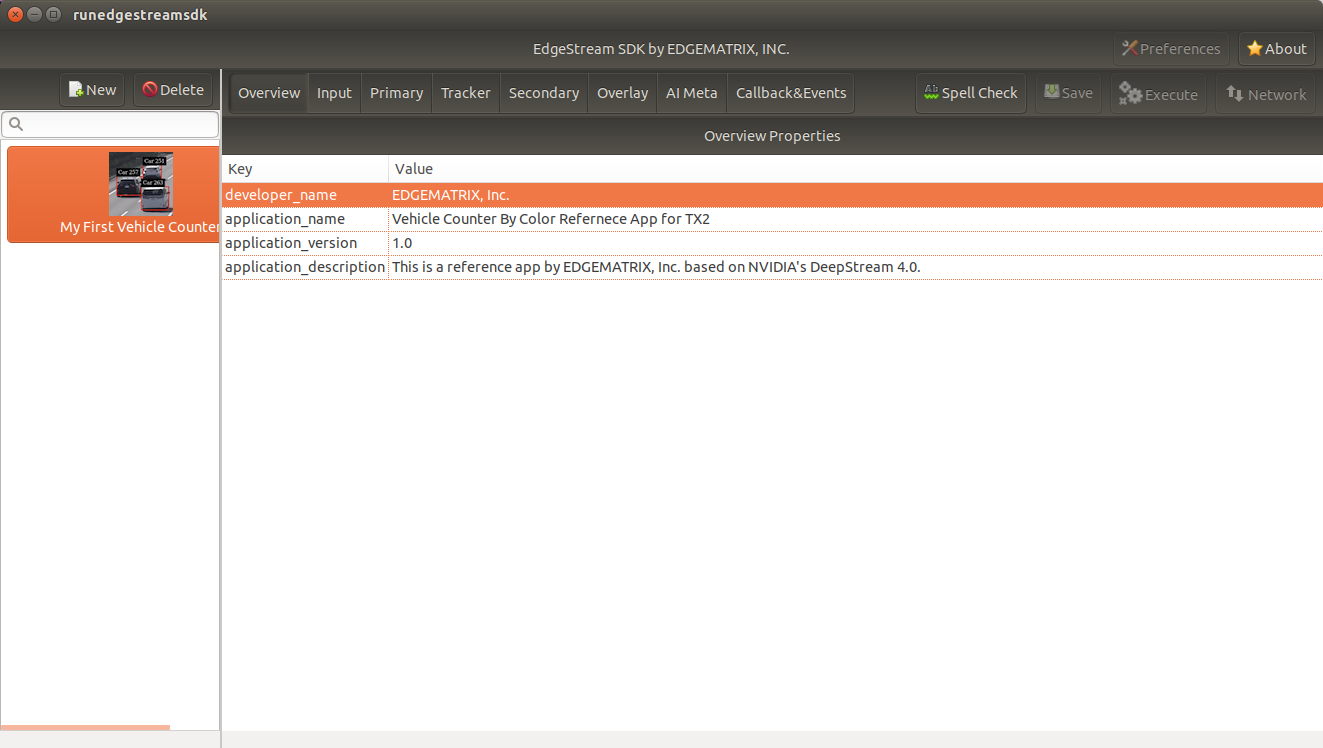 runedgestreamsdk
EdgeStream SDK by EDGEMATRIX, INC.
Preferences
About
New
Delete
Overview
Input
Primary
Tracker
Secondary
Overlay
AI Meta
Callback&Events
Spell Check
Save
Execute
Network
Overview Properties
Car 251
Car 257
Car 263
My First Vehicle Counter
Key Value
developer_name EDGEMATRIX, Inc.
application_name Vehicle Counter By Color Refernece App for TX2
application_version 1.0
application_description This is a reference app by EDGEMATRIX, Inc. based on NVIDIA's DeepStream 4.0.